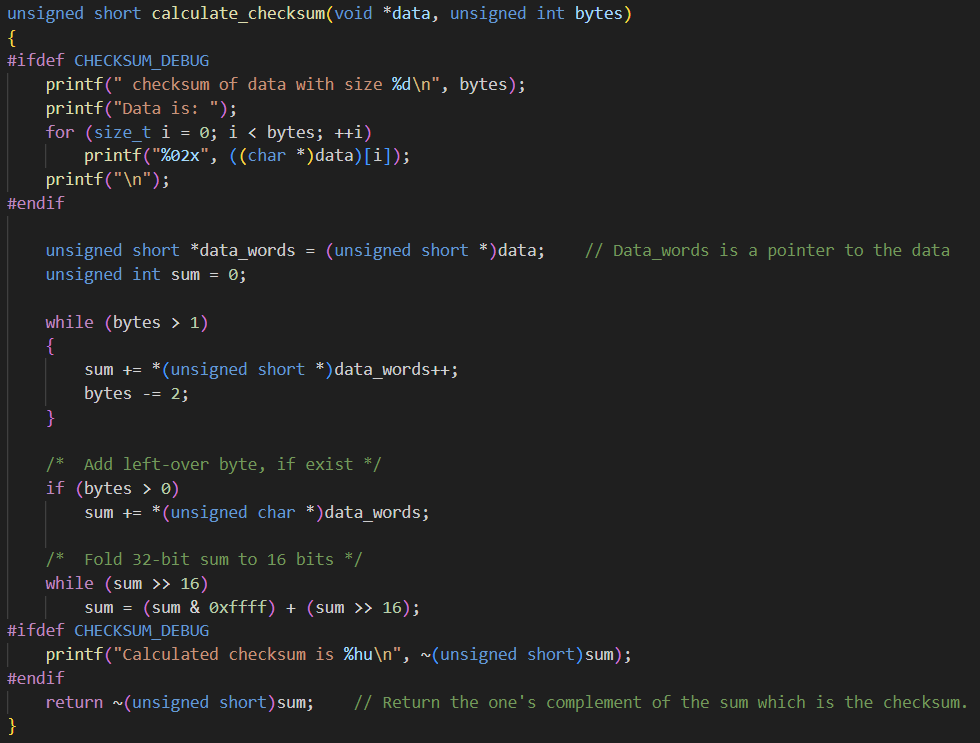 unsigned short calculate_checksum(void *data, unsigned int bytes)
{
#ifdef CHECKSUM_DEBUG
    printf(" checksum of data with size %d\n", bytes);
    printf("Data is: ");
    for (size_t i = 0; i < bytes; ++i)
        printf("%02x", ((char *)data)[i]);
    printf("\n");
#endif

    unsigned short *data_words = (unsigned short *)data;    // Data_words is a pointer to the data
    unsigned int sum = 0;

    while (bytes > 1)
    {
        sum += *(unsigned short *)data_words++;
        bytes -= 2;
    }

    /*  Add left-over byte, if exist */
    if (bytes > 0)
        sum += *(unsigned char *)data_words;

    /*  Fold 32-bit sum to 16 bits */
    while (sum >> 16)
        sum = (sum & 0xffff) + (sum >> 16);
#ifdef CHECKSUM_DEBUG
    printf("Calculated checksum is %hu\n", ~(unsigned short)sum);
#endif
    return ~(unsigned short)sum;    // Return the one's complement of the sum which is the checksum.
}